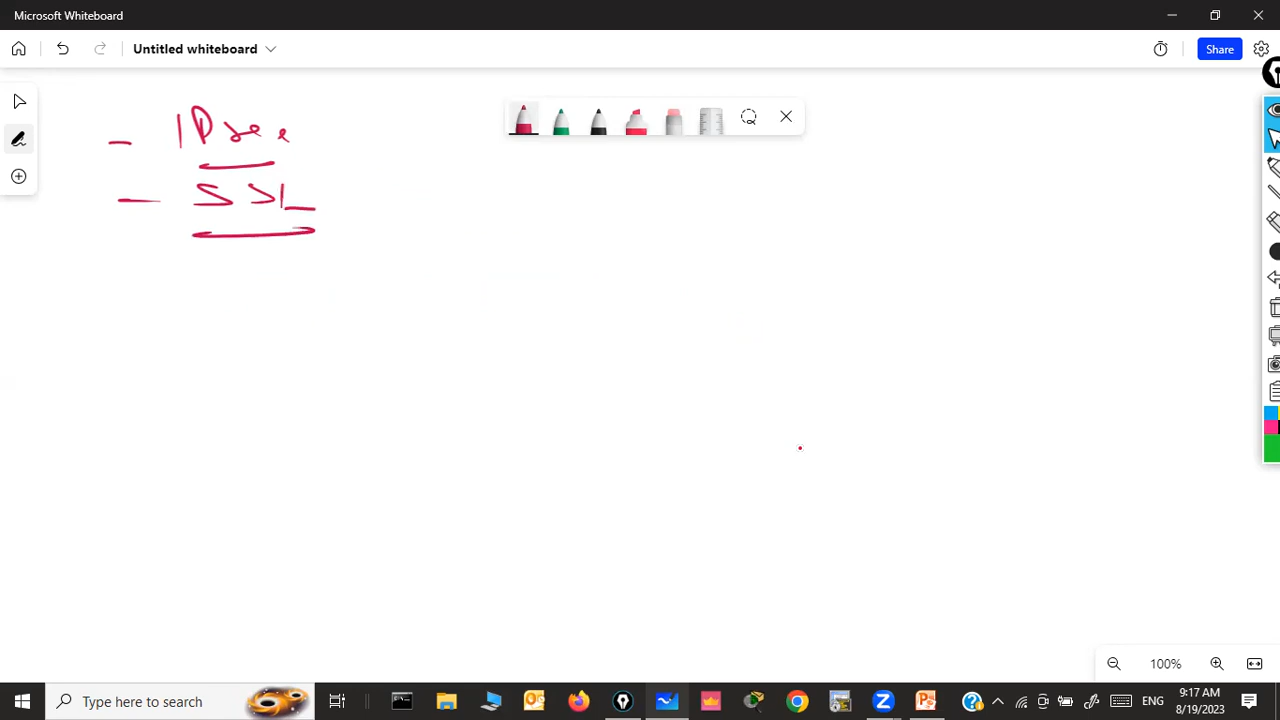 Microsoft Whiteboard
Untitled whiteboard
Share
- IPsec
- SSL
100%
Type here to search
ENG
9:17 AM
8/19/2023